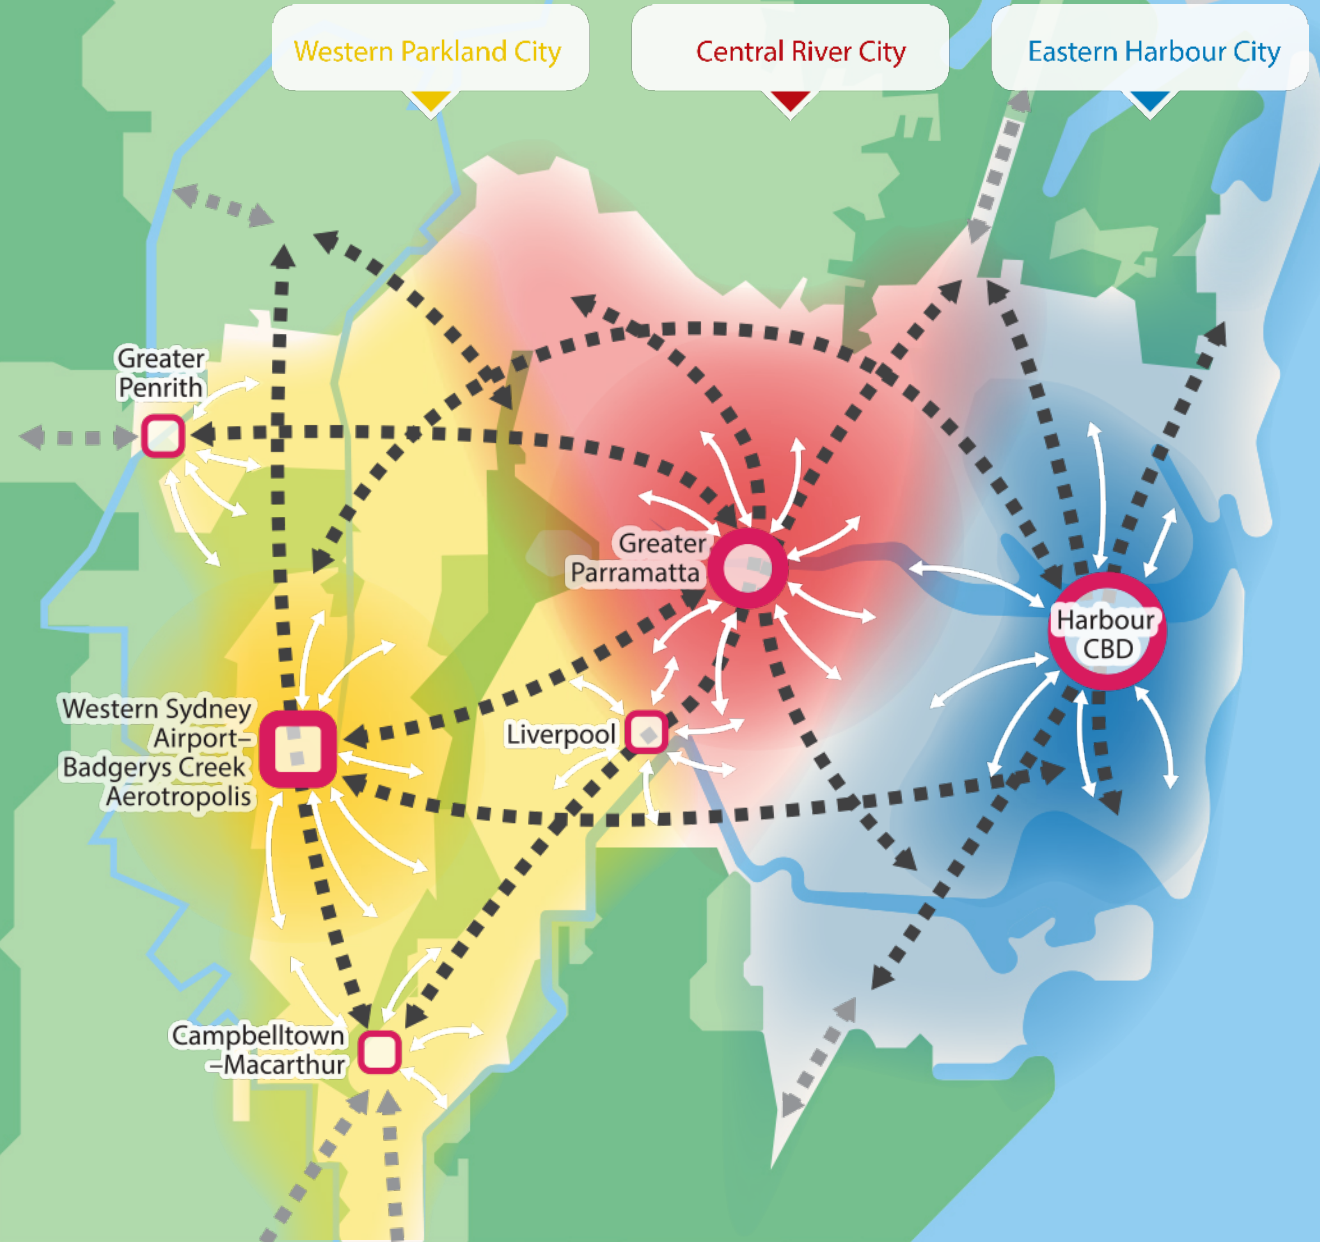 Western Parkland City
Central River City
Eastern Harbour City
Greater
Penrith
Greater
Parramatta
Harbour
CBD
Western Sydney
Airport–
Badgerys Creek
Aerotropolis
Liverpool
Campbelltown
–Macarthur